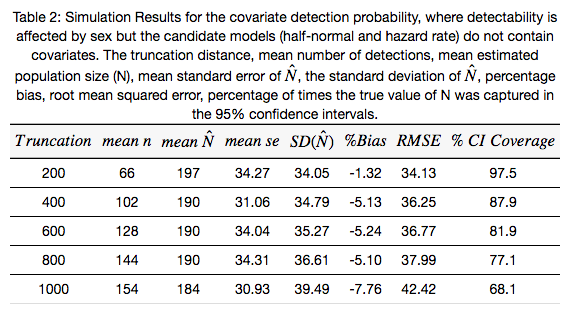 Table 2: Simulation Results for the covariate detection probability, where detectability is
affected by sex but the candidate models (half-normal and hazard rate) do not contain
covariates. The truncation distance, mean number of detections, mean estimated
population size (N), mean standard error of N̂, the standard deviation of N̂, percentage
bias, root mean squared error, percentage of times the true value of N was captured in
the 95% confidence intervals.
Truncation mean n mean N̂ mean se SD(N̂) %Bias RMSE % CI Coverage
200 66 197 34.27 34.05 -1.32 34.13 97.5
400 102 190 31.06 34.79 -5.13 36.25 87.9
600 128 190 34.04 35.27 -5.24 36.77 81.9
800 144 190 34.31 36.61 -5.10 37.99 77.1
1000 154 184 30.93 39.49 -7.76 42.42 68.1